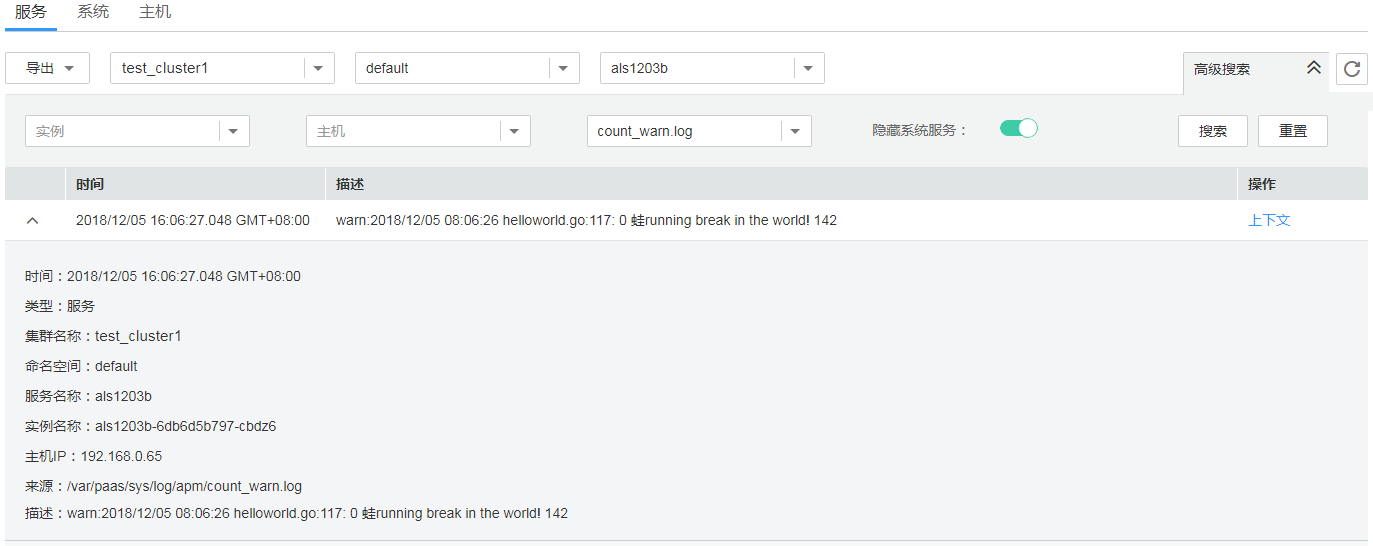 服务 系统 主机
导出 test_cluster1 default als1203b 高级搜索
实例 主机 count_warn.log 隐藏系统服务： 搜索 重置
时间 描述 操作
2018/12/05 16:06:27.048 GMT+08:00 warn:2018/12/05 08:06:26 helloworld.go:117: 0 蛙running break in the world! 142 上下文
时间：2018/12/05 16:06:27.048 GMT+08:00
类型：服务
集群名称：test_cluster1
命名空间：default
服务名称：als1203b
实例名称：als1203b-6db6d5b797-cbdz6
主机IP：192.168.0.65
来源：/var/paas/sys/log/apm/count_warn.log
描述：warn:2018/12/05 08:06:26 helloworld.go:117: 0 蛙running break in the world! 142